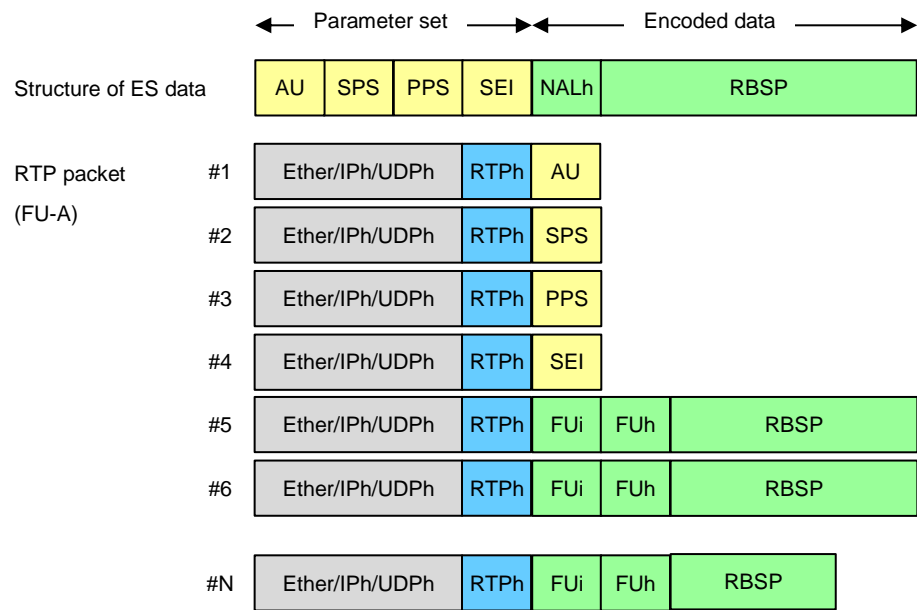 Parameter set Encoded data
Structure of ES data AU SPS PPS SEI NALh RBSP
RTP packet #1 Ether/IPh/UDPh RTPh AU
(FU-A)
#2 Ether/IPh/UDPh RTPh SPS
#3 Ether/IPh/UDPh RTPh PPS
#4 Ether/IPh/UDPh RTPh SEI
#5 Ether/IPh/UDPh RTPh FUi FUh RBSP
#6 Ether/IPh/UDPh RTPh FUi FUh RBSP
#N Ether/IPh/UDPh RTPh FUi FUh RBSP